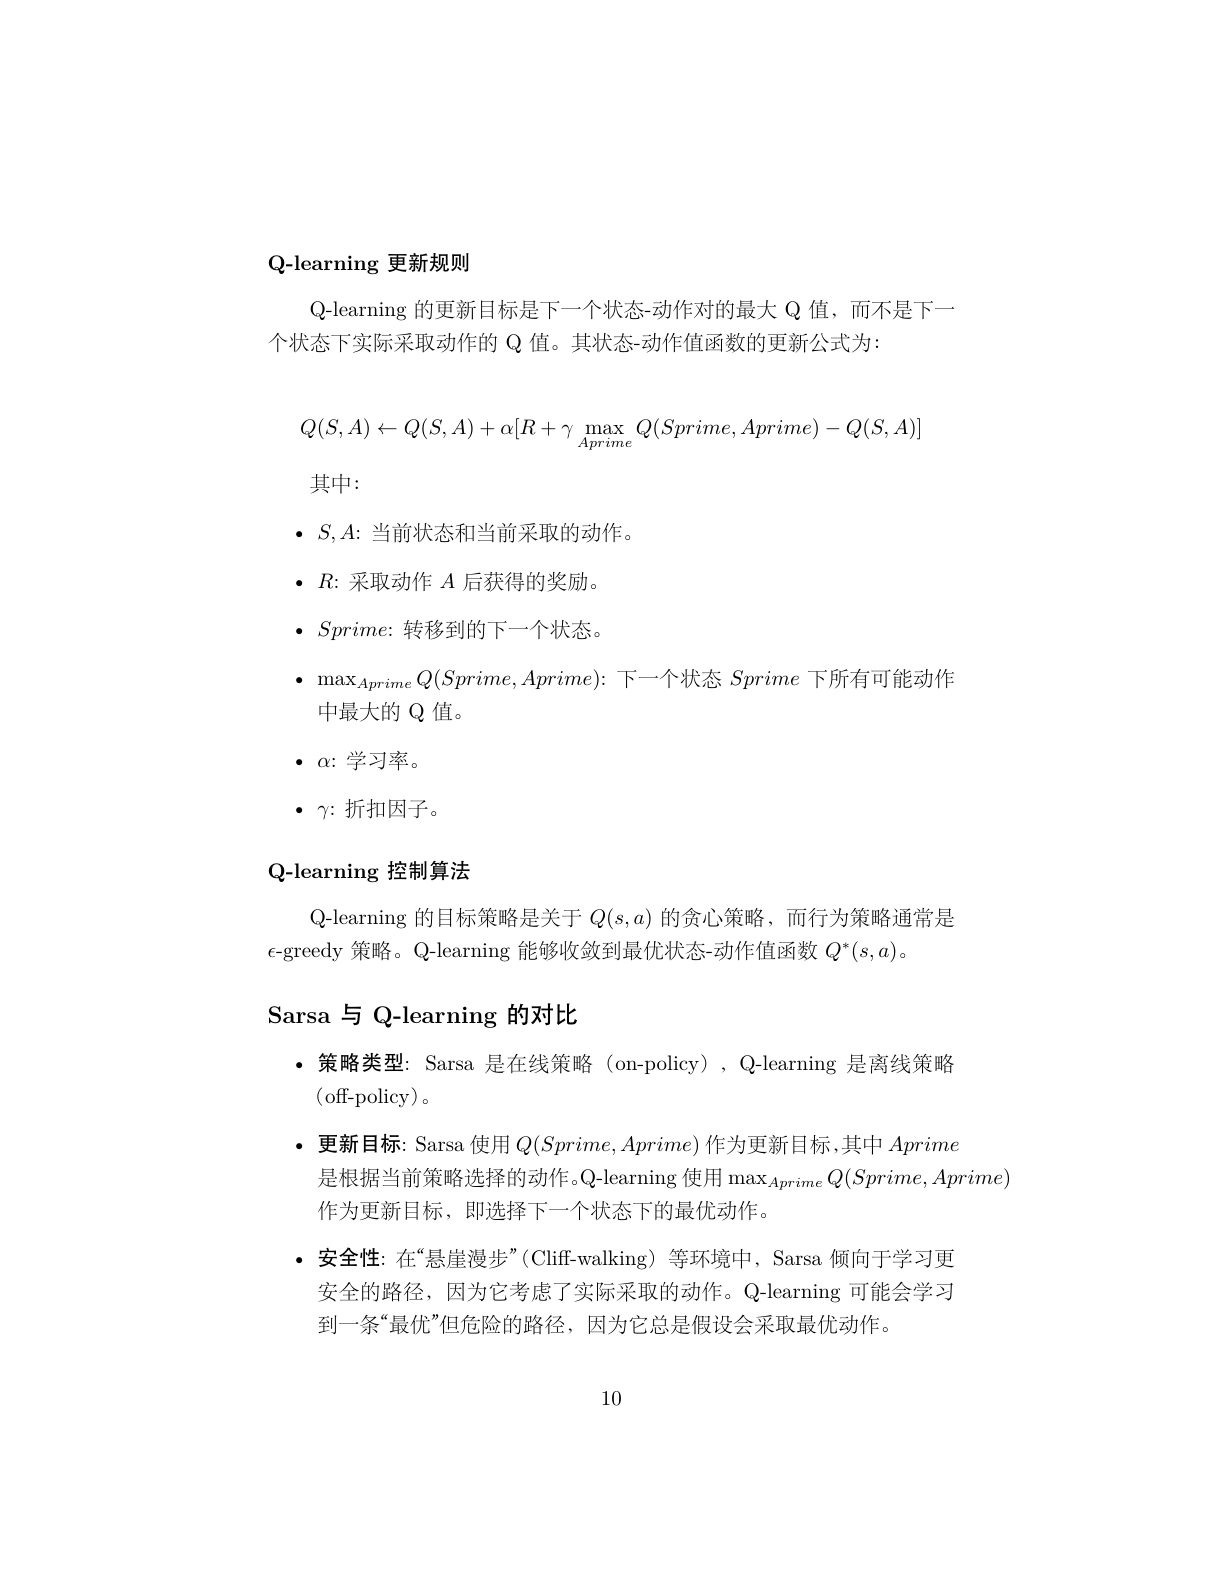 Q-learning 更新规则
Q-learning 的更新目标是下一个状态-动作对的最大 Q 值，而不是下一
个状态下实际采取动作的 Q 值。其状态-动作值函数的更新公式为：
Q(S, A) ← Q(S, A) + α[R + γ max_{Aprime} Q(Sprime, Aprime) − Q(S, A)]
其中：
• S, A: 当前状态和当前采取的动作。
• R: 采取动作 A 后获得的奖励。
• Sprime: 转移到的下一个状态。
• max_{Aprime} Q(Sprime, Aprime): 下一个状态 Sprime 下所有可能动作
中最大的 Q 值。
• α: 学习率。
• γ: 折扣因子。
Q-learning 控制算法
Q-learning 的目标策略是关于 Q(s, a) 的贪心策略，而行为策略通常是
ϵ-greedy 策略。Q-learning 能够收敛到最优状态-动作值函数 Q*(s, a)。
Sarsa 与 Q-learning 的对比
• 策略类型: Sarsa 是在线策略（on-policy），Q-learning 是离线策略
（off-policy）。
• 更新目标: Sarsa 使用 Q(Sprime, Aprime) 作为更新目标，其中 Aprime
是根据当前策略选择的动作。Q-learning 使用 max_{Aprime} Q(Sprime, Aprime)
作为更新目标，即选择下一个状态下的最优动作。
• 安全性: 在“悬崖漫步”（Cliff-walking）等环境中，Sarsa 倾向于学习更
安全的路径，因为它考虑了实际采取的动作。Q-learning 可能会学习
到一条“最优”但危险的路径，因为它总是假设会采取最优动作。
10